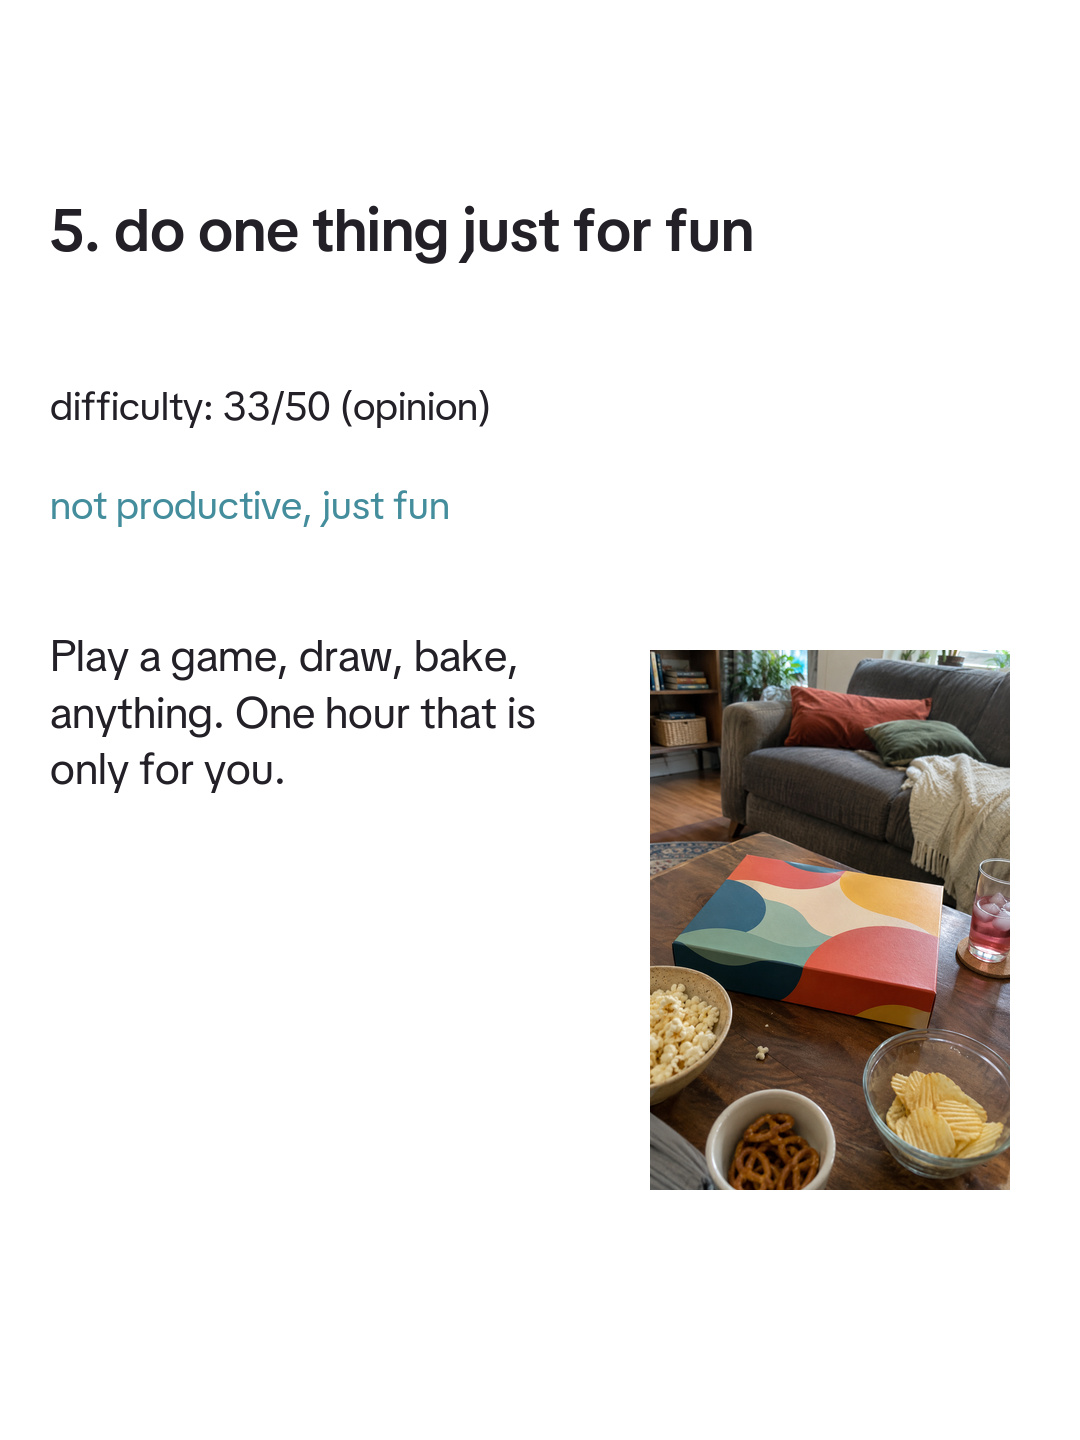 5. do one thing just for fun
difficulty: 33/50 (opinion)
not productive, just fun
Play a game, draw, bake,
anything. One hour that is
only for you.